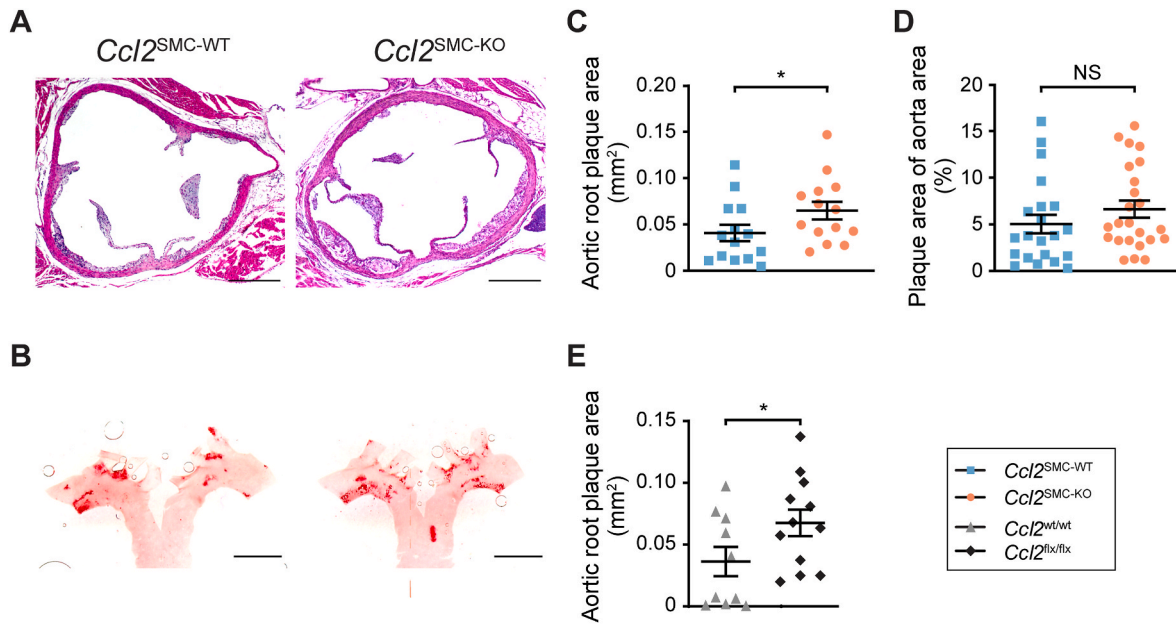 A
Ccl2SMC-WT
Ccl2SMC-KO
B
C
Aortic root plaque area
(mm2)
0.20
0.15
0.10
0.05
0
*
D
Plaque area of aorta area
(%)
20
15
10
5
0
NS
E
Aortic root plaque area
(mm2)
0.15
0.10
0.05
0
*
Ccl2SMC-WT
Ccl2SMC-KO
Ccl2wt/wt
Ccl2flx/flx